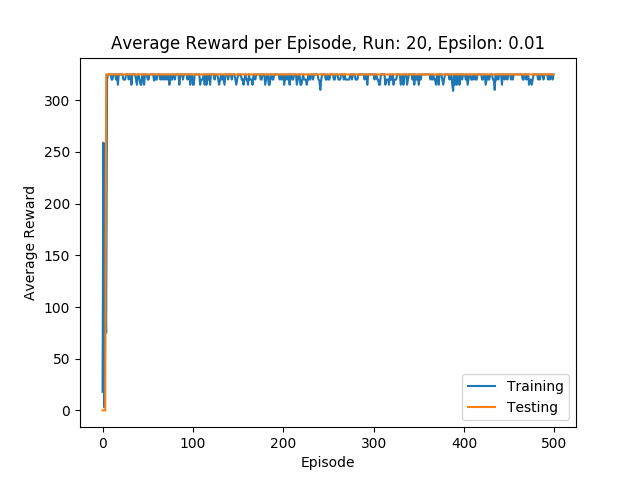 Average Reward per Episode, Run: 20, Epsilon: 0.01
300
250
200
150
100
50
0
Average Reward
0 100 200 300 400 500
Episode
Training
Testing